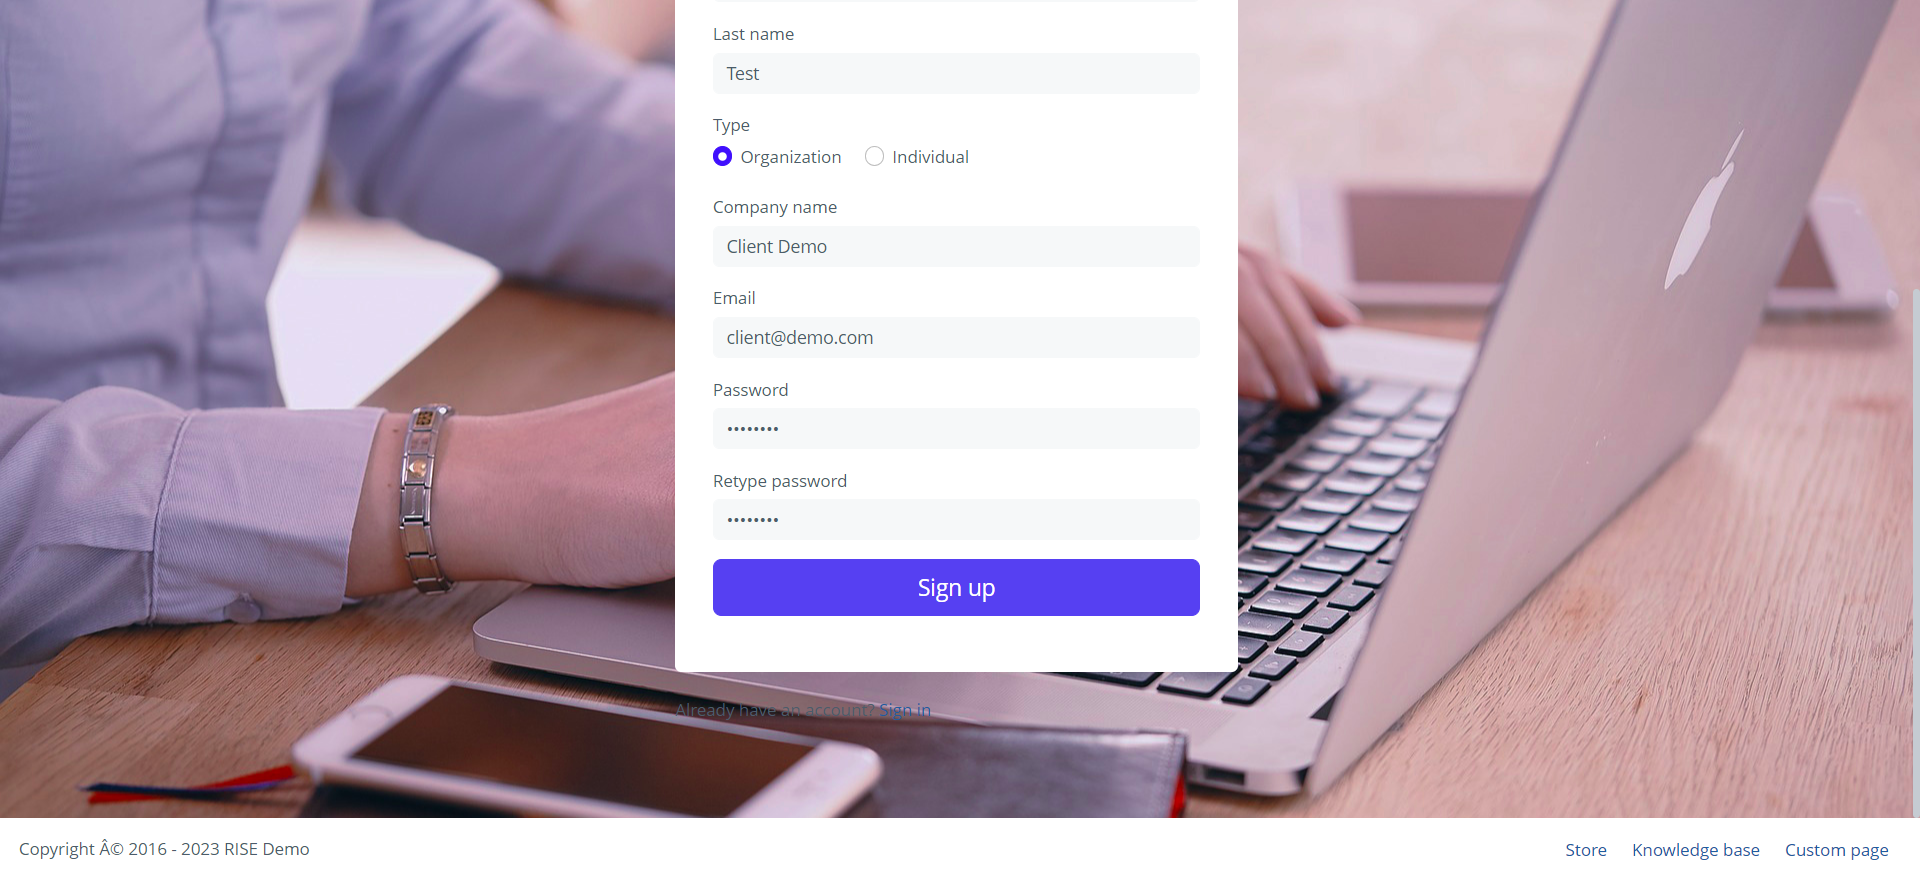 Last name
Test
Type
Organization Individual
Company name
Client Demo
Email
client@demo.com
Password
••••••••
Retype password
••••••••
Sign up
Already have an account? Sign in
Copyright Â© 2016 - 2023 RISE Demo
Store Knowledge base Custom page